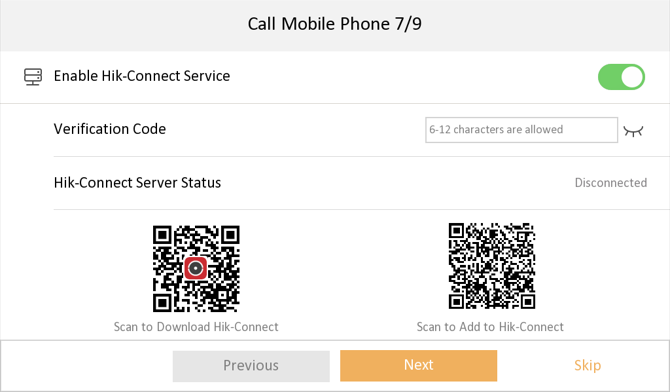 Call Mobile Phone 7/9
Enable Hik-Connect Service
Verification Code
6-12 characters are allowed
Hik-Connect Server Status
Disconnected
Scan to Download Hik-Connect
Scan to Add to Hik-Connect
Previous
Next
Skip